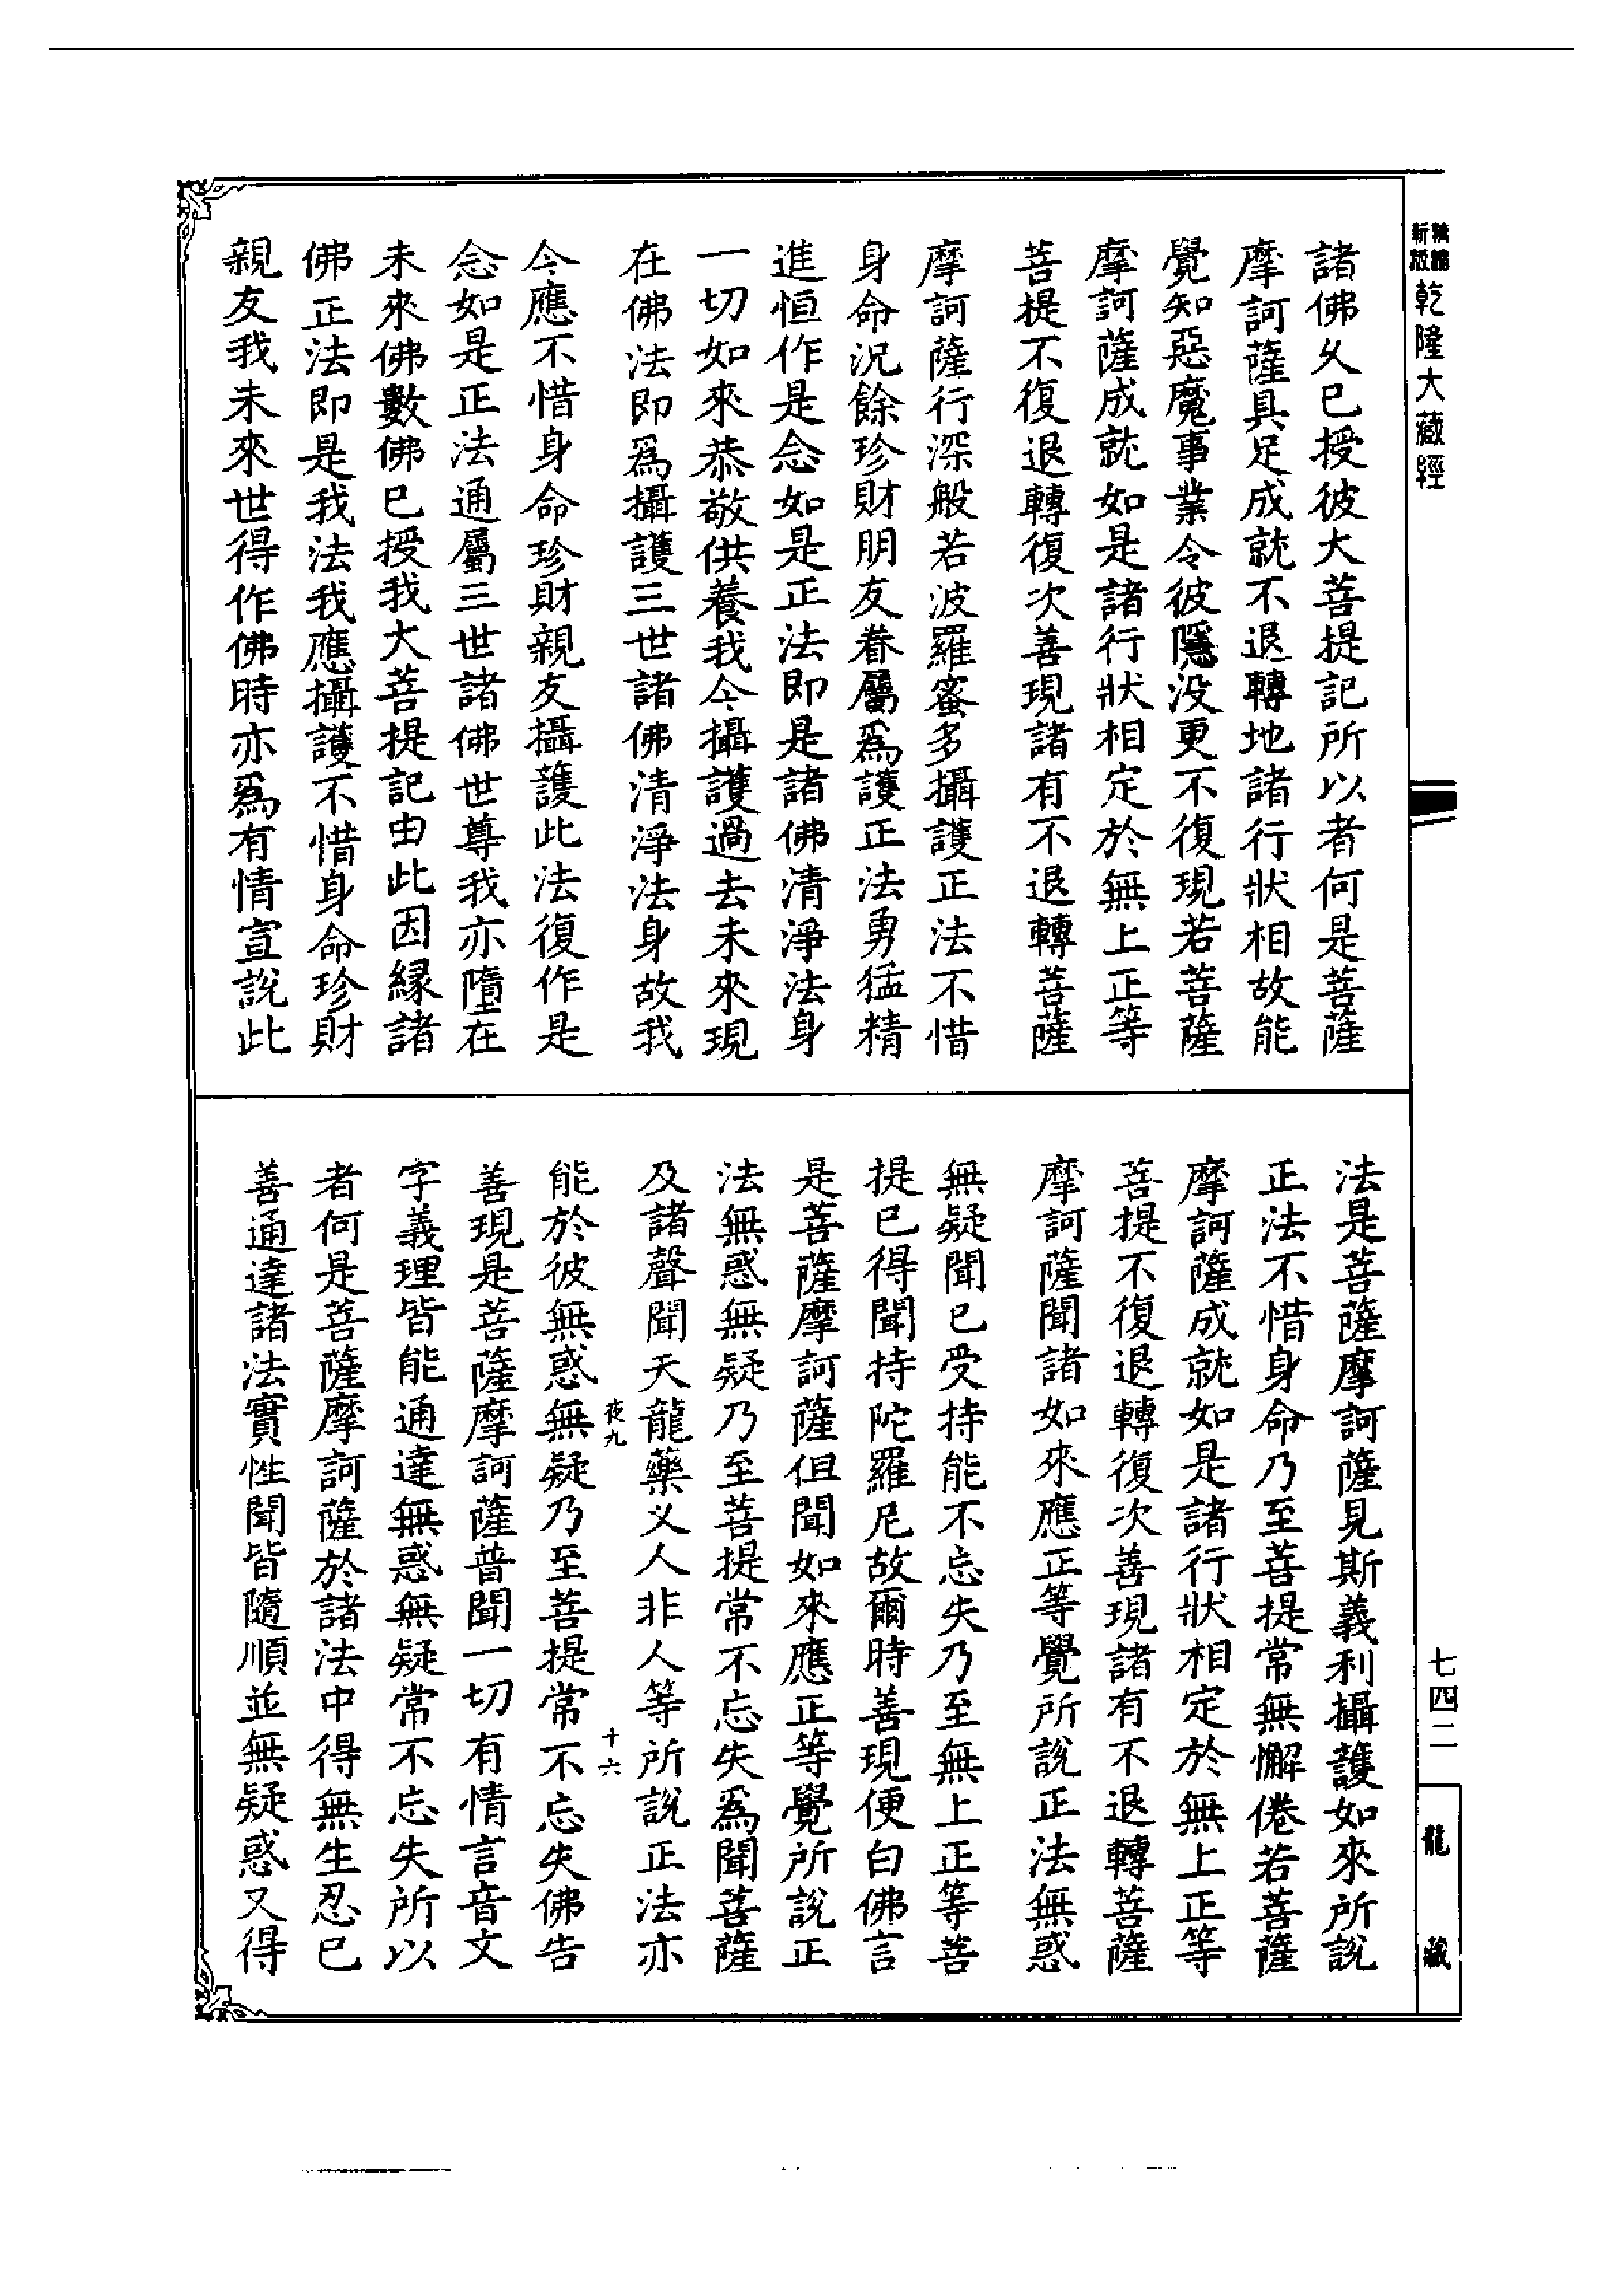 乾隆大藏經
諸佛久已授彼大菩提記所以者何是菩薩
摩訶薩具足成就不退轉地諸行狀相故能
覺知惡魔事業令彼隱没更不復現若菩薩
摩訶薩成就如是諸行狀相定於無上正等
菩提不復退轉復次善現諸有不退轉菩薩
摩訶薩行深般若波羅蜜多攝護正法不惜
身命況餘珍財朋友眷屬爲護正法勇猛精
進恒作是念如是正法即是諸佛清淨法身
一切如來恭敬供養我今攝護過去未來現
在佛法即爲攝護三世諸佛清淨法身故我
今應不惜身命珍財親友攝護此法復作是
念如是正法通屬三世諸佛世尊我亦墮在
未來佛數佛已授我大菩提記由此因緣諸
佛正法即是我法我應攝護不惜身命珍財
親友我未來世得作佛時亦爲有情宣説此
法是菩薩摩訶薩見斯義利攝護如來所説
正法不惜身命乃至菩提常無懈倦若菩薩
摩訶薩成就如是諸行狀相定於無上正等
菩提不復退轉復次善現諸有不退轉菩薩
摩訶薩聞諸如來應正等覺所説正法無惑
無疑聞已受持能不忘失乃至無上正等菩
提已得聞持陀羅尼故爾時善現便白佛言
是菩薩摩訶薩但聞如來應正等覺所説正
法無惑無疑乃至菩提常不忘失爲聞菩薩
及諸聲聞天龍藥义人非人等所説正法亦
夜九
十六
能於彼無惑無疑乃至菩提常不忘失佛告
善現是菩薩摩訶薩普聞一切有情言音文
字義理皆能通達無惑無疑常不忘失所以
者何是菩薩摩訶薩於諸法中得無生忍已
善通達諸法實性聞皆隨順並無疑惑又得
七四二
龍藏